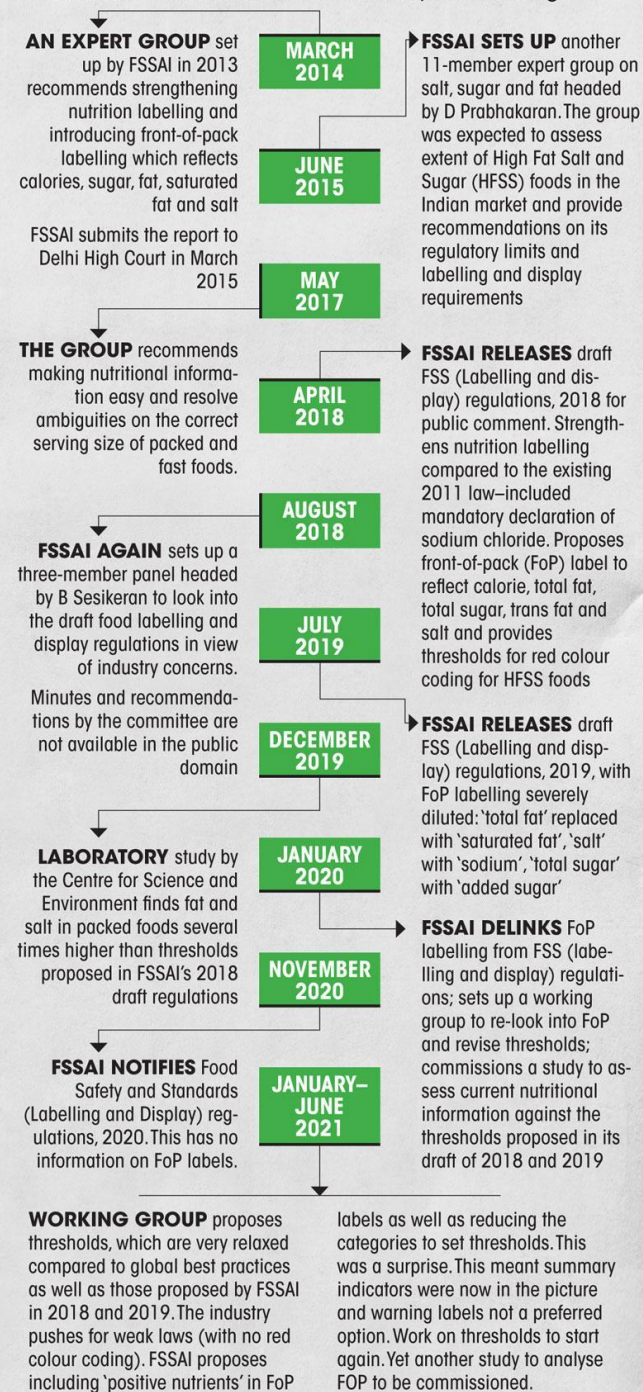 MARCH
2014
AN EXPERT GROUP set
up by FSSAI in 2013
recommends strengthening
nutrition labelling and
introducing front-of-pack
labelling which reflects
calories, sugar, fat, saturated
fat and salt
FSSAI submits the report to
Delhi High Court in March
2015
JUNE
2015
FSSAI SETS UP another
11-member expert group on
salt, sugar and fat headed
by D Prabhakaran. The group
was expected to assess
extent of High Fat Salt and
Sugar (HFSS) foods in the
Indian market and provide
recommendations on its
regulatory limits and
labelling and display
requirements
MAY
2017
THE GROUP recommends
making nutritional informa-
tion easy and resolve
ambiguities on the correct
serving size of packed and
fast foods.
APRIL
2018
FSSAI RELEASES draft
FSS (Labelling and dis-
play) regulations, 2018 for
public comment. Strength-
ens nutrition labelling
compared to the existing
2011 law–included
mandatory declaration of
sodium chloride. Proposes
front-of-pack (FoP) label to
reflect calorie, total fat,
total sugar, trans fat and
salt and provides
thresholds for red colour
coding for HFSS foods
AUGUST
2018
FSSAI AGAIN sets up a
three-member panel headed
by B Sesikeran to look into
the draft food labelling and
display regulations in view
of industry concerns.
Minutes and recommenda-
tions by the committee are
not available in the public
domain
JULY
2019
FSSAI RELEASES draft
FSS (Labelling and disp-
lay) regulations, 2019, with
FoP labelling severely
diluted: ‘total fat’ replaced
with ‘saturated fat’, ‘salt’
with ‘sodium’, ‘total sugar’
with ‘added sugar’
DECEMBER
2019
LABORATORY study by
the Centre for Science and
Environment finds fat and
salt in packed foods several
times higher than thresholds
proposed in FSSAI’s 2018
draft regulations
JANUARY
2020
FSSAI DELINKS FoP
labelling from FSS (labe-
lling and display) regulati-
ons; sets up a working
group to re-look into FoP
and revise thresholds;
commissions a study to as-
sess current nutritional
information against the
thresholds proposed in its
draft of 2018 and 2019
NOVEMBER
2020
FSSAI NOTIFIES Food
Safety and Standards
(Labelling and Display) reg-
ulations, 2020. This has no
information on FoP labels.
JANUARY–
JUNE
2021
WORKING GROUP proposes
thresholds, which are very relaxed
compared to global best practices
as well as those proposed by FSSAI
in 2018 and 2019. The industry
pushes for weak laws (with no red
colour coding). FSSAI proposes
including ‘positive nutrients’ in FoP
labels as well as reducing the
categories to set thresholds. This
was a surprise. This meant summary
indicators were now in the picture
and warning labels not a preferred
option. Work on thresholds to start
again. Yet another study to analyse
FOP to be commissioned.